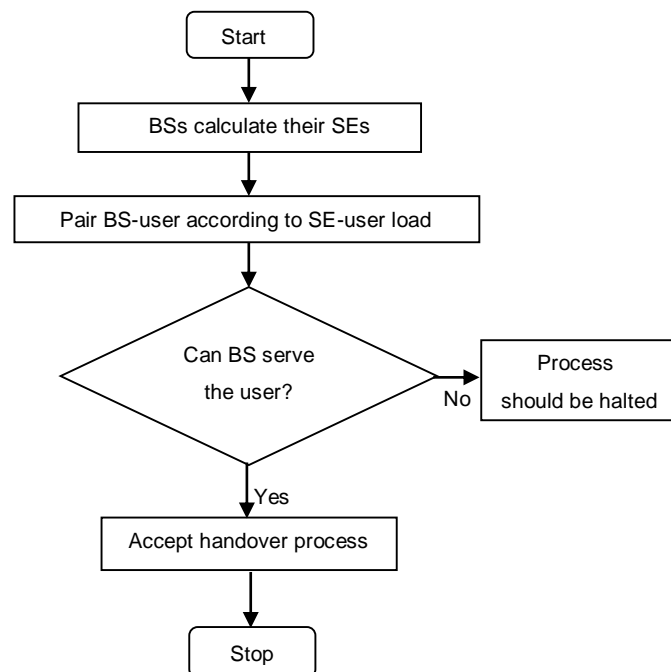 Start
BSs calculate their SEs
Pair BS-user according to SE-user load
Can BS serve
the user?
No
Process
should be halted
Yes
Accept handover process
Stop